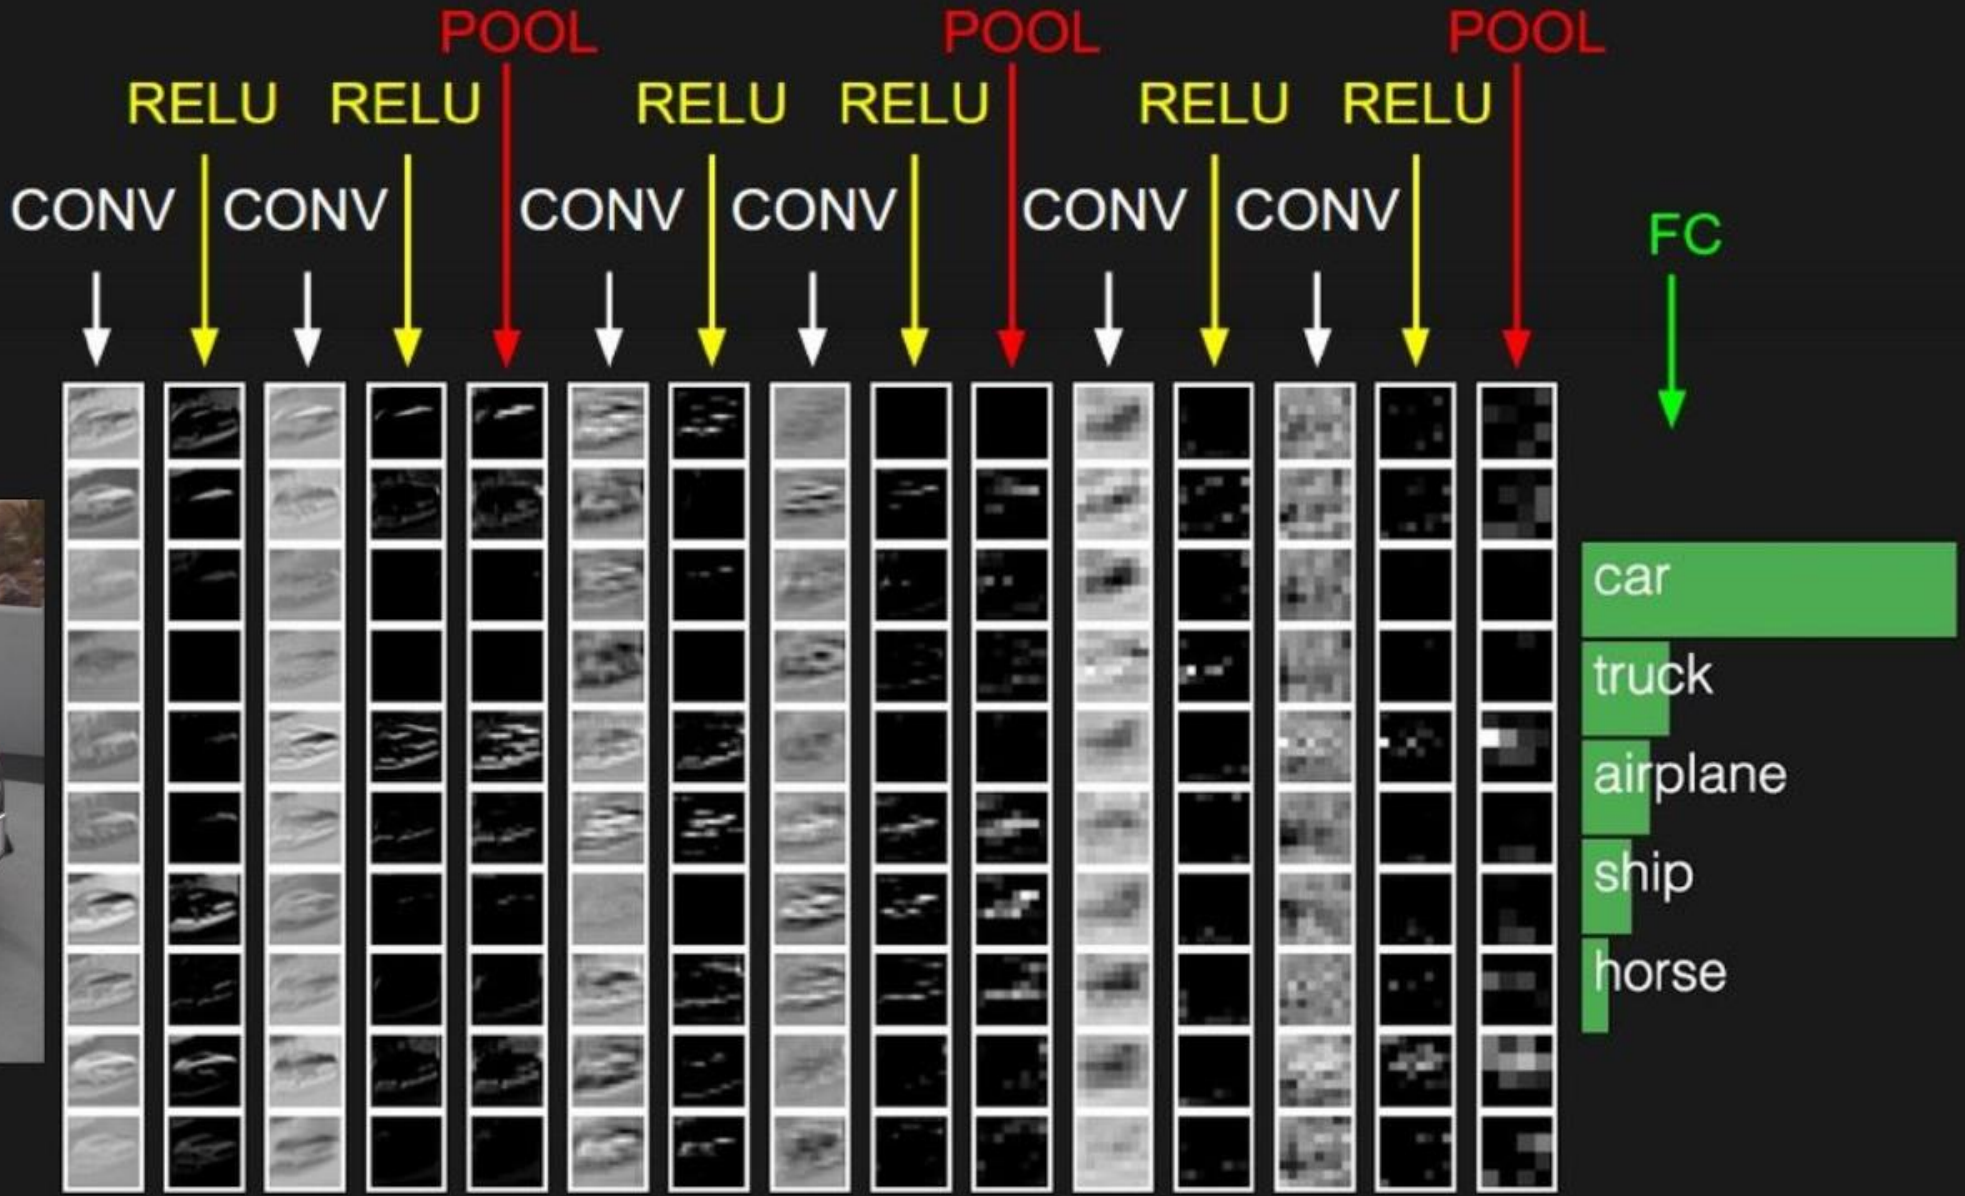 POOL POOL POOL
RELU RELU RELU RELU RELU RELU
CONV CONV CONV CONV CONV CONV
FC
car
truck
airplane
ship
horse